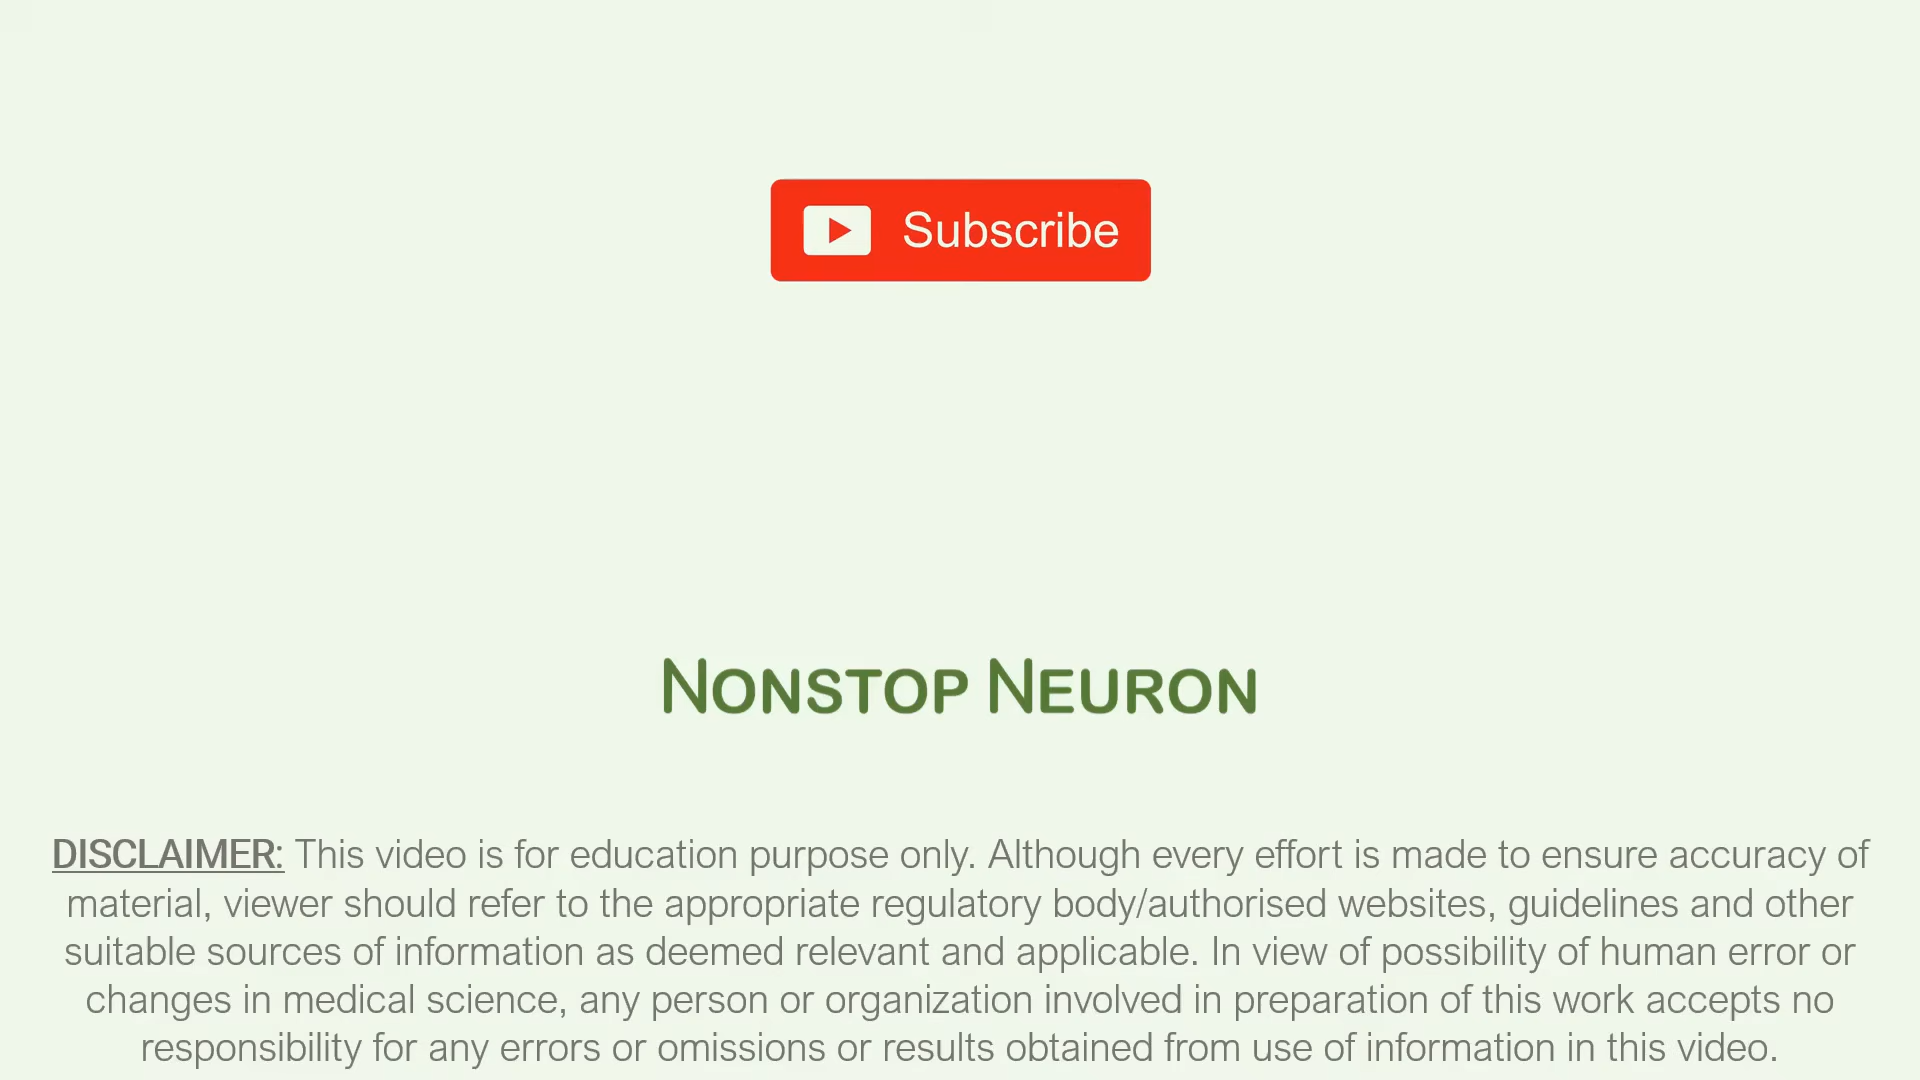 Subscribe
NONSTOP NEURON
DISCLAIMER: This video is for education purpose only. Although every effort is made to ensure accuracy of
material, viewer should refer to the appropriate regulatory body/authorised websites, guidelines and other
suitable sources of information as deemed relevant and applicable. In view of possibility of human error or
changes in medical science, any person or organization involved in preparation of this work accepts no
responsibility for any errors or omissions or results obtained from use of information in this video.